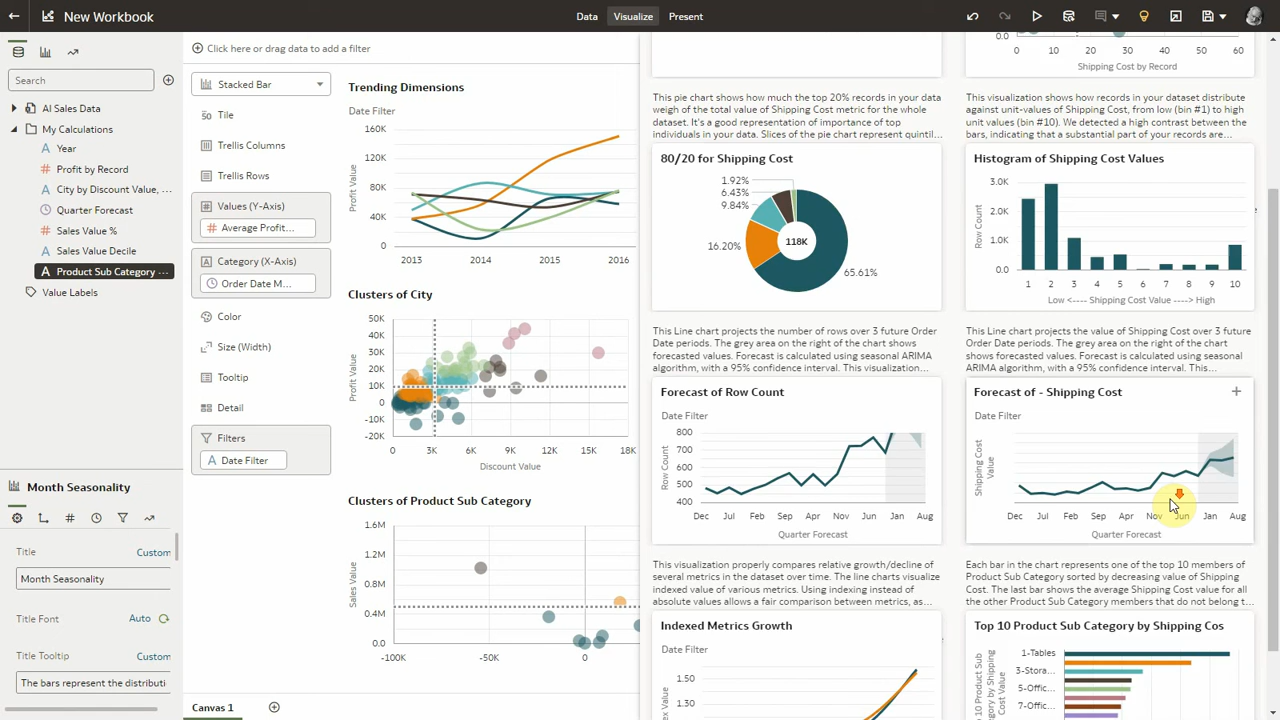 New Workbook
Data
Visualize
Present
Search
AI Sales Data
My Calculations
Year
Profit by Record
City by Discount Value, ...
Quarter Forecast
Sales Value %
Sales Value Decile
Product Sub Category ...
Value Labels
Month Seasonality
Title
Custom
Month Seasonality
Title Font
Auto
Title Tooltip
Custom
The bars represent the distributi
Click here or drag data to add a filter
Stacked Bar
Tile
Trellis Columns
Trellis Rows
Values (Y-Axis)
Average Profit...
Category (X-Axis)
Order Date M...
Color
Size (Width)
Tooltip
Detail
Filters
Date Filter
Trending Dimensions
Date Filter
Profit Value
160K
120K
80K
40K
0
2013 2014 2015 2016
Clusters of City
Profit Value
50K
40K
30K
20K
10K
0
-10K
-20K
0 3K 6K 9K 12K 15K 18K
Discount Value
Clusters of Product Sub Category
Sales Value
1.6M
1.2M
0.8M
0.4M
0.0
-100K -50K 0
Canvas 1
0.0
0 10 20 30 40 50 60
Shipping Cost by Record
This pie chart shows how much the top 20% records in your data
weigh of the total value of Shipping Cost metric for the whole
dataset. It's a good representation of importance of top
individuals in your data. Slices of the pie chart represent quintil...
80/20 for Shipping Cost
1.92%
6.43%
9.84%
16.20%
118K
65.61%
This visualization shows how records in your dataset distribute
against unit-values of Shipping Cost, from low (bin #1) to high
unit values (bin #10). We detected a high contrast between the
bars, indicating that a substantial part of your records are...
Histogram of Shipping Cost Values
Row Count
3.0K
2.0K
1.0K
0.0
1 2 3 4 5 6 7 8 9 10
Low <---- Shipping Cost Value ----> High
This Line chart projects the number of rows over 3 future Order
Date periods. The grey area on the right of the chart shows
forecasted values. Forecast is calculated using seasonal ARIMA
algorithm, with a 95% confidence interval. This visualization...
Forecast of Row Count
Date Filter
Row Count
800
700
600
500
400
Dec Jul Dec Sep Apr Nov Jun Jan Aug
Quarter Forecast
This Line chart projects the value of Shipping Cost over 3 future
Order Date periods. The grey area on the right of the chart
shows forecasted values. Forecast is calculated using seasonal
ARIMA algorithm, with a 95% confidence interval. This...
Forecast of - Shipping Cost
Date Filter
Shipping Cost
Value
Dec Jul Dec Sep Apr Nov Jun Jan Aug
Quarter Forecast
This visualization properly compares relative growth/decline of
several metrics in the dataset over time. The line charts visualize
indexed value of various metrics. Using indexing instead of
absolute values allows a fair comparison between metrics, as...
Indexed Metrics Growth
Date Filter
1.50
1.30
ex Value
Each bar in the chart represents one of the top 10 members of
Product Sub Category sorted by decreasing value of Shipping
Cost. The last bar shows the average Shipping Cost value for all
the other Product Sub Category members that do not belong t...
Top 10 Product Sub Category by Shipping Cos
10 Product Sub
Category by Shipping
Cost Value
1-Tables
3-Stora...
5-Offic...
7-Offic...